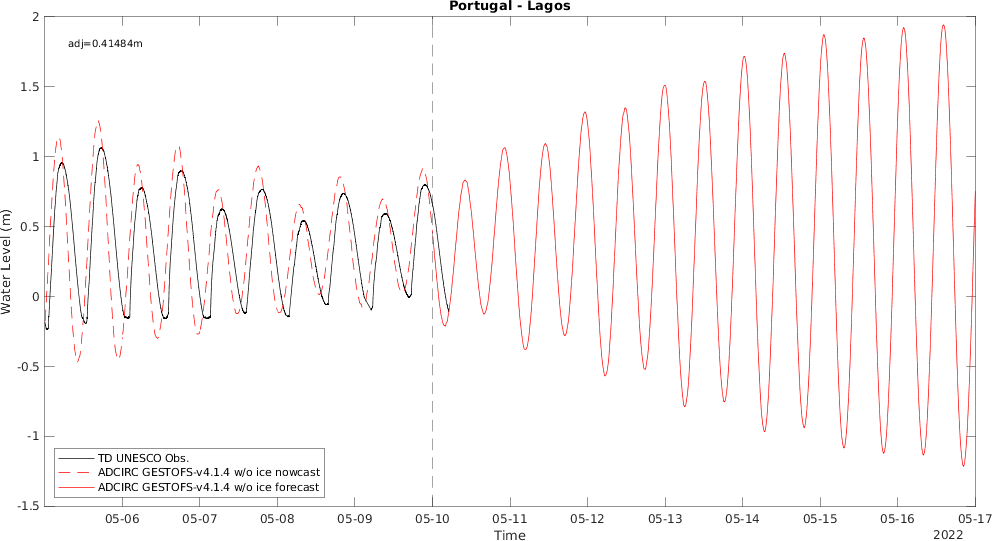 Portugal - Lagos
adj=0.41484m
Water Level (m)
2
1.5
1
0.5
0
-0.5
-1
-1.5
TD UNESCO Obs.
ADCIRC GESTOFS-v4.1.4 w/o ice nowcast
ADCIRC GESTOFS-v4.1.4 w/o ice forecast
05-06 05-07 05-08 05-09 05-10 05-11 05-12 05-13 05-14 05-15 05-16 05-17
Time
2022